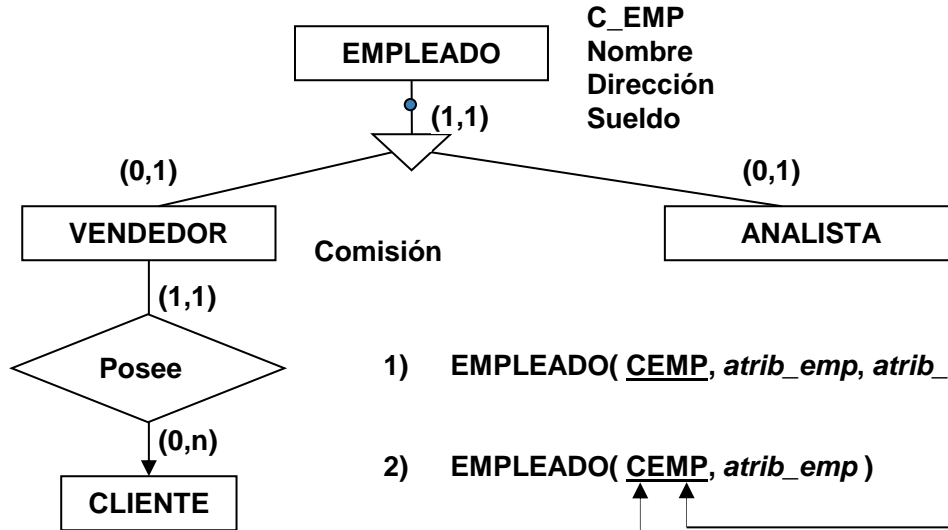 C_EMP
EMPLEADO
Nombre
Dirección
Sueldo
(1,1)
(0,1)
(0,1)
VENDEDOR
ANALISTA
Comisión
(1,1)
Posee
1) EMPLEADO( CEMP, atrib_emp, atrib_
(0,n)
2) EMPLEADO( CEMP, atrib_emp )
CLIENTE